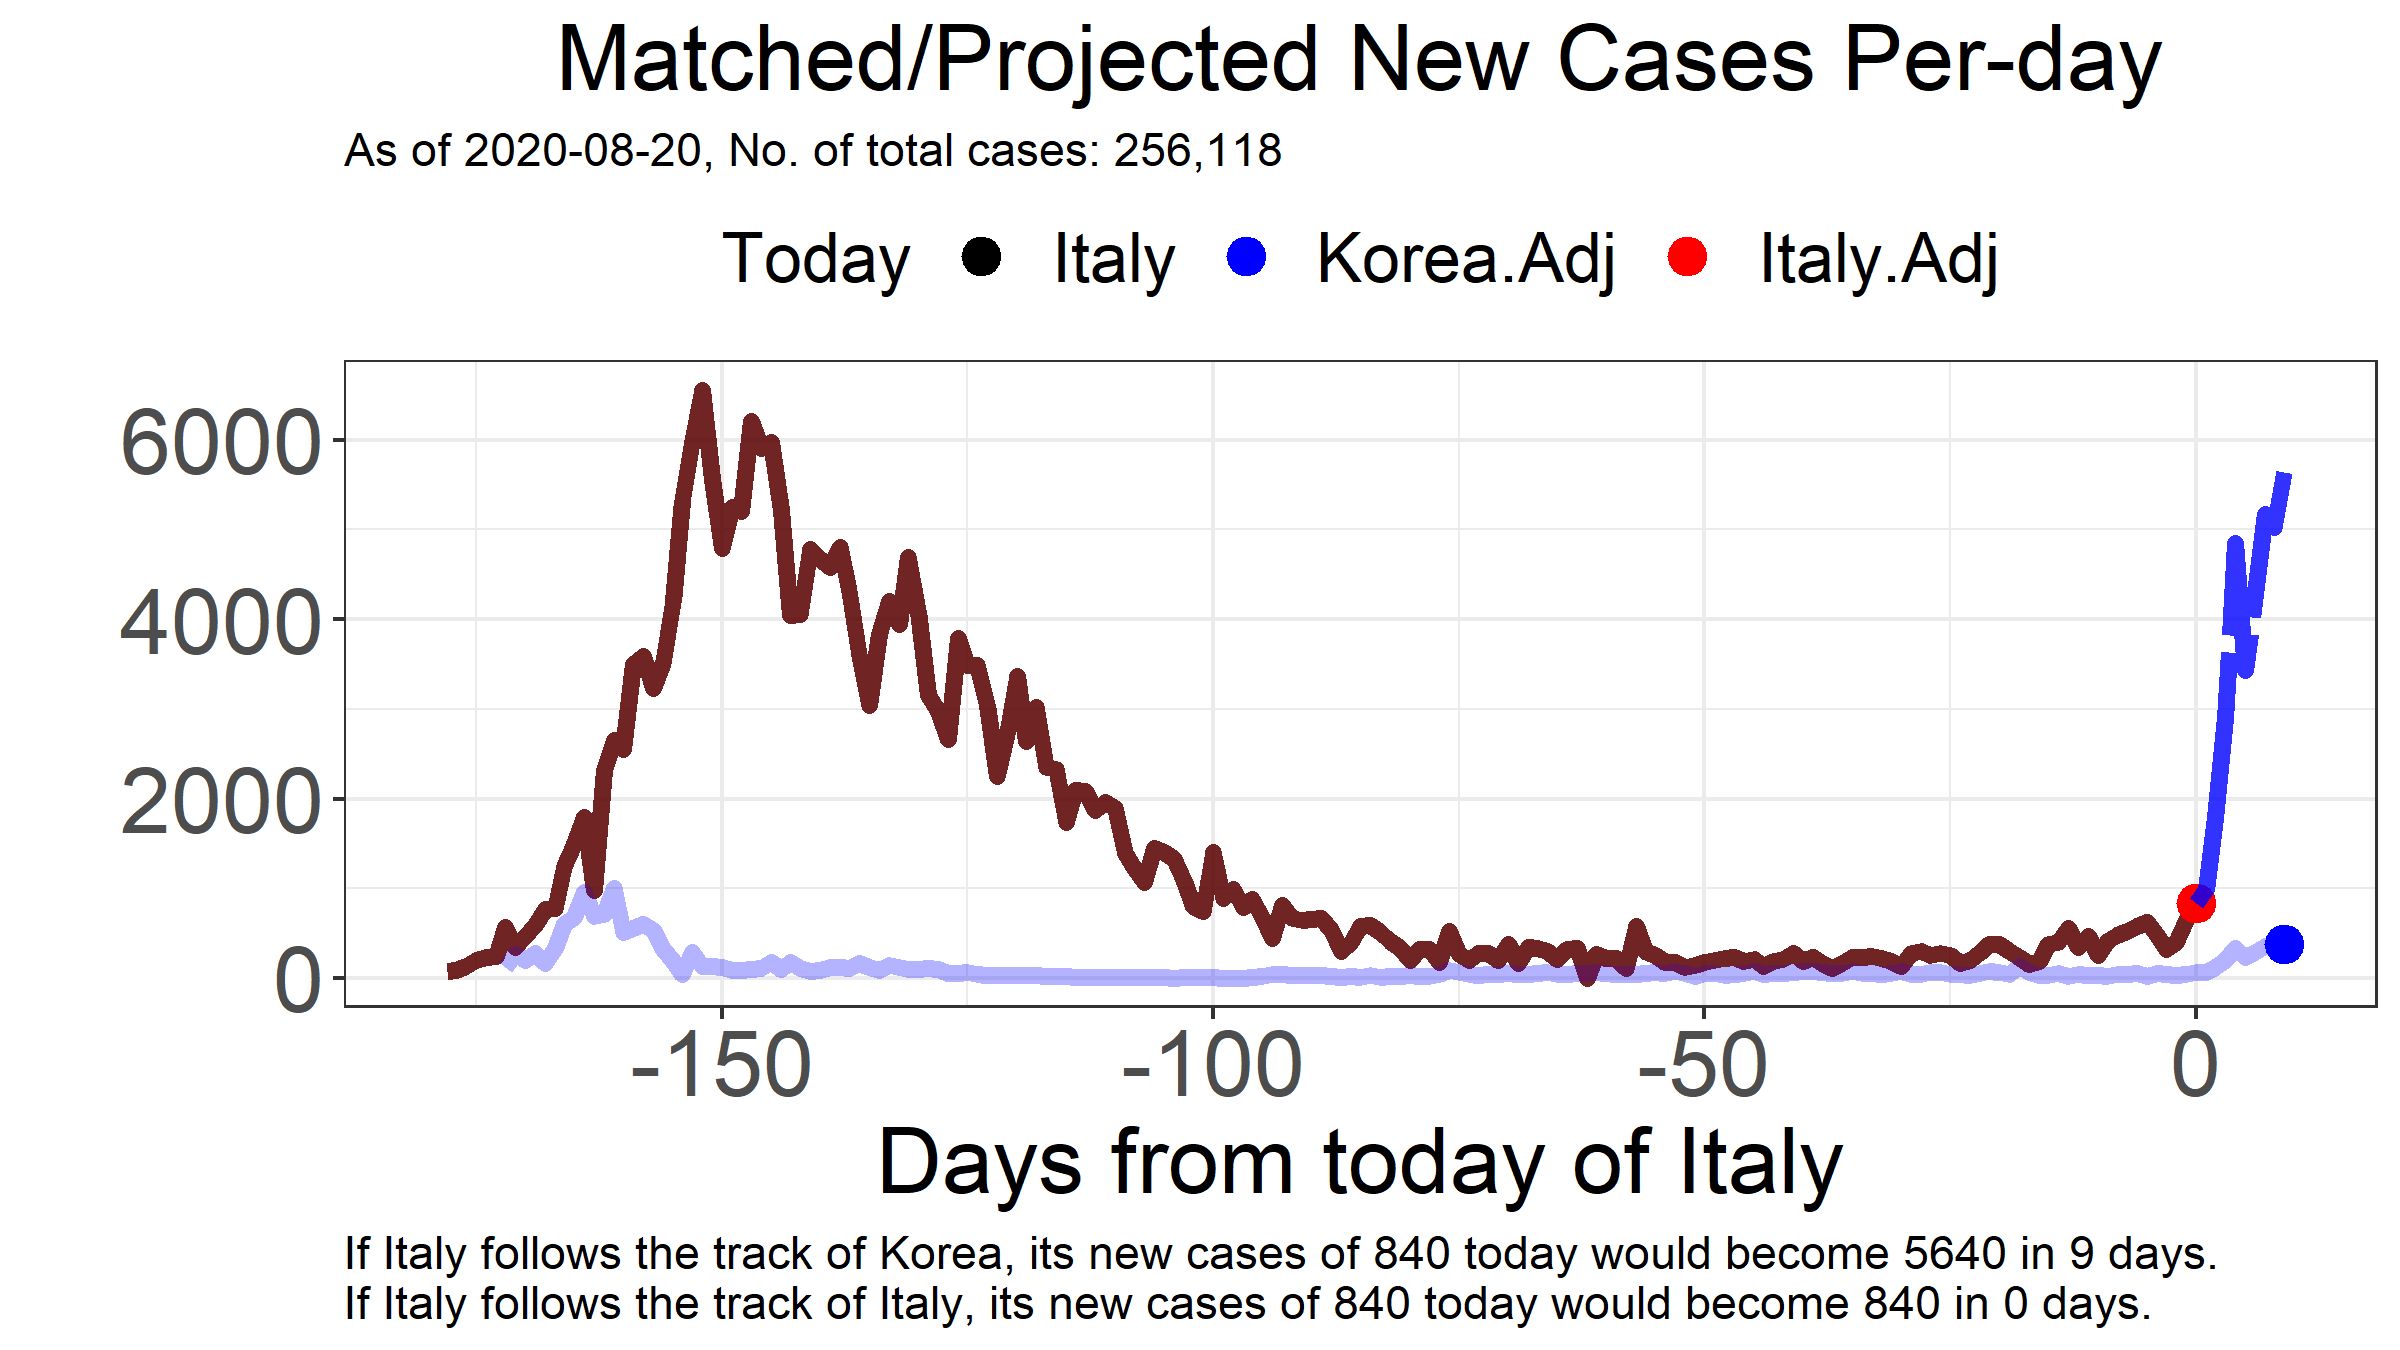 Matched/Projected New Cases Per-day
As of 2020-08-20, No. of total cases: 256,118
Today Italy Korea.Adj Italy.Adj
6000
4000
2000
0
-150 -100 -50 0
Days from today of Italy
If Italy follows the track of Korea, its new cases of 840 today would become 5640 in 9 days.
If Italy follows the track of Italy, its new cases of 840 today would become 840 in 0 days.